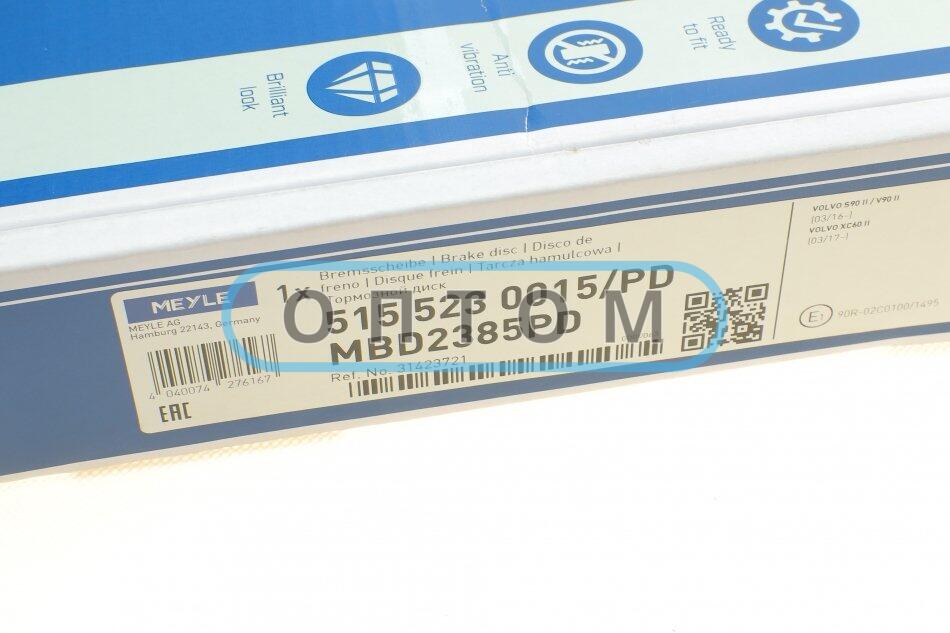 Brilliant
look
Anti
vibration
Ready
to fit
MEYLE
MEYLE AG
Hamburg 22143, Germany
4 040074 276167
EAC
1x
Bremsscheibe | Brake disc | Disco de
freno | Disque frein | Tarcza hamulcowa |
Тормозной диск
515 523 0015/PD
MBD2385PD
Ref. No. 31423721
VOLVO S90 II / V90 II
(03/16-)
VOLVO XC60 II
(03/17-)
E1 90R-02C0100/1495
ОПТОМ